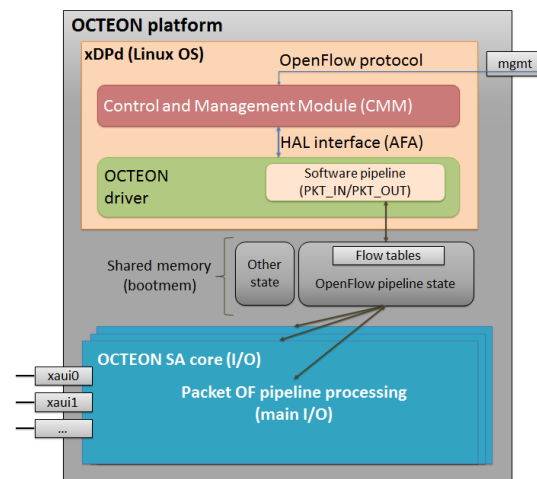 OCTEON platform
xDPd (Linux OS)
OpenFlow protocol
mgmt
Control and Management Module (CMM)
HAL interface (AFA)
OCTEON
driver
Software pipeline
(PKT_IN/PKT_OUT)
Shared memory
(bootmem)
Other
state
Flow tables
OpenFlow pipeline state
OCTEON SA core (I/O)
xaui0
xaui1
...
Packet OF pipeline processing
(main I/O)